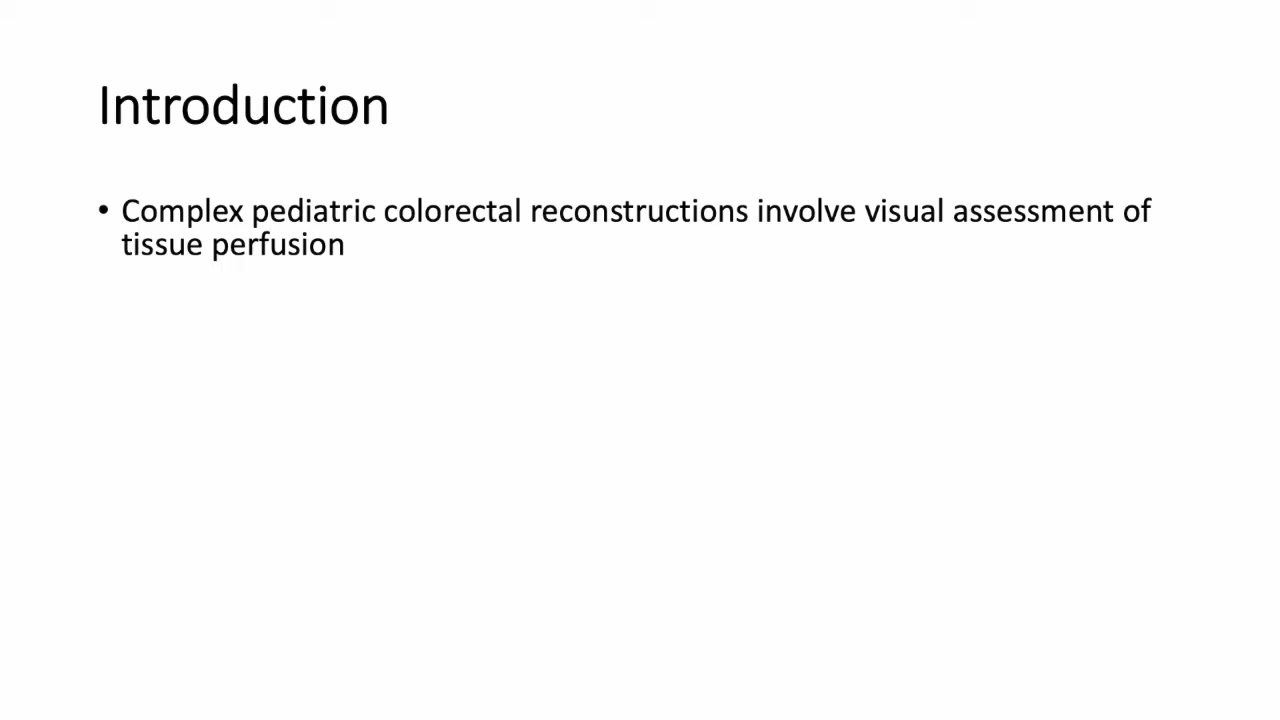 Introduction
• Complex pediatric colorectal reconstructions involve visual assessment of
tissue perfusion